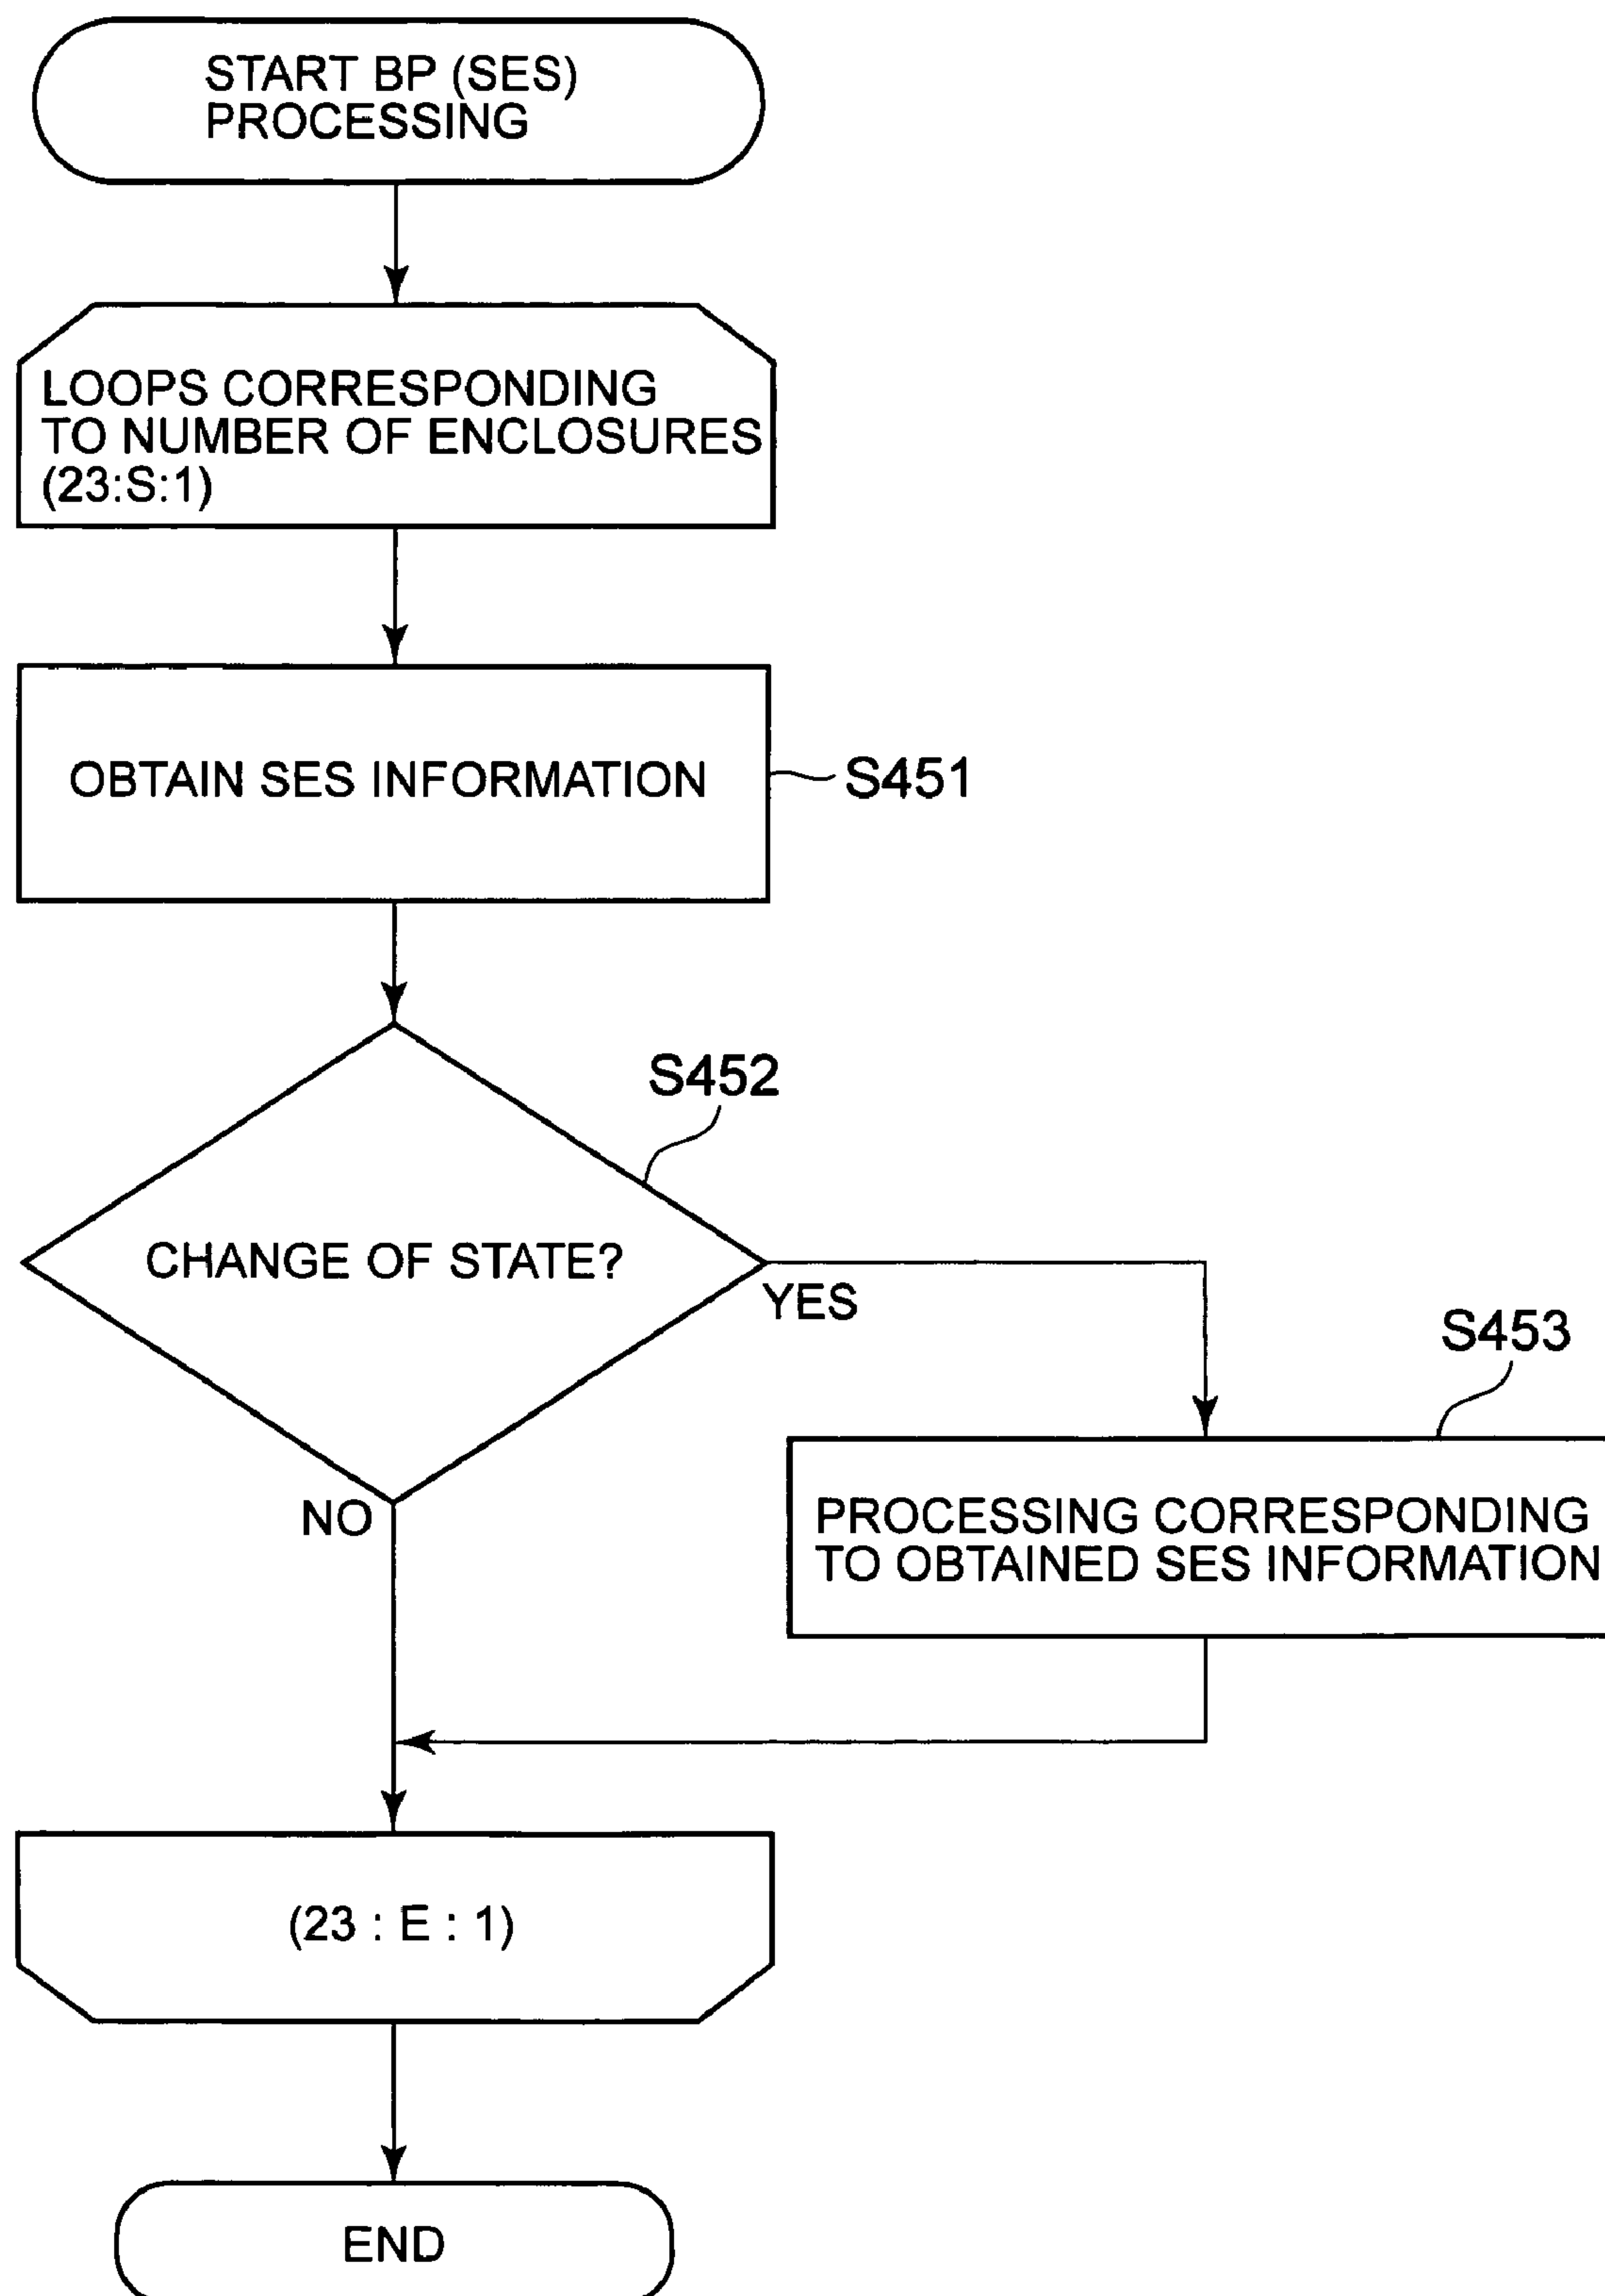 START BP (SES)
PROCESSING
LOOPS CORRESPONDING
TO NUMBER OF ENCLOSURES
(23:S:1)
OBTAIN SES INFORMATION
S451
S452
CHANGE OF STATE?
YES
S453
NO
PROCESSING CORRESPONDING
TO OBTAINED SES INFORMATION
(23 : E : 1)
END